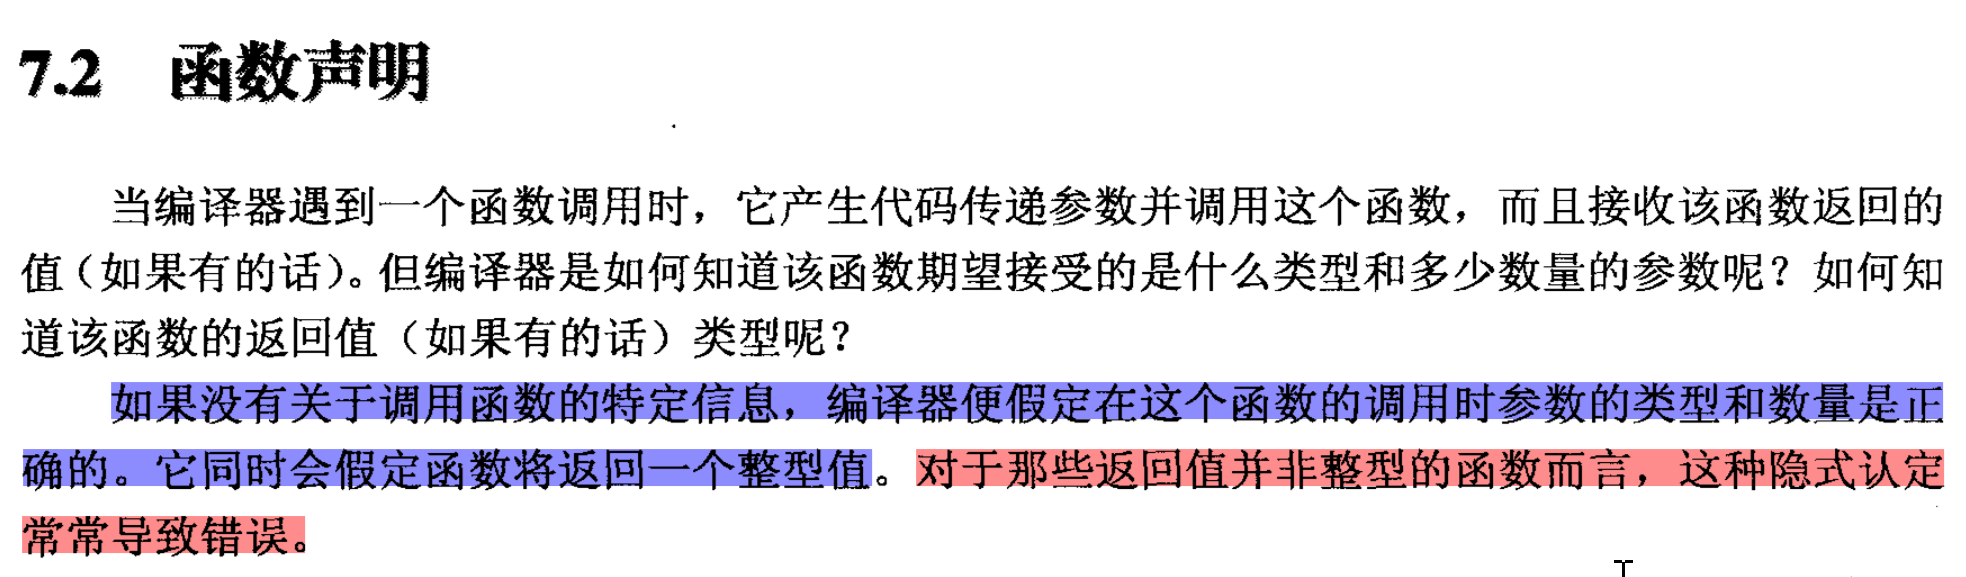 7.2 函数声明
当编译器遇到一个函数调用时，它产生代码传递参数并调用这个函数，而且接收该函数返回的
值（如果有的话）。但编译器是如何知道该函数期望接受的是什么类型和多少数量的参数呢？如何知
道该函数的返回值（如果有的话）类型呢？
如果没有关于调用函数的特定信息，编译器便假定在这个函数的调用时参数的类型和数量是正
确的。它同时会假定函数将返回一个整型值。对于那些返回值并非整型的函数而言，这种隐式认定
常常导致错误。